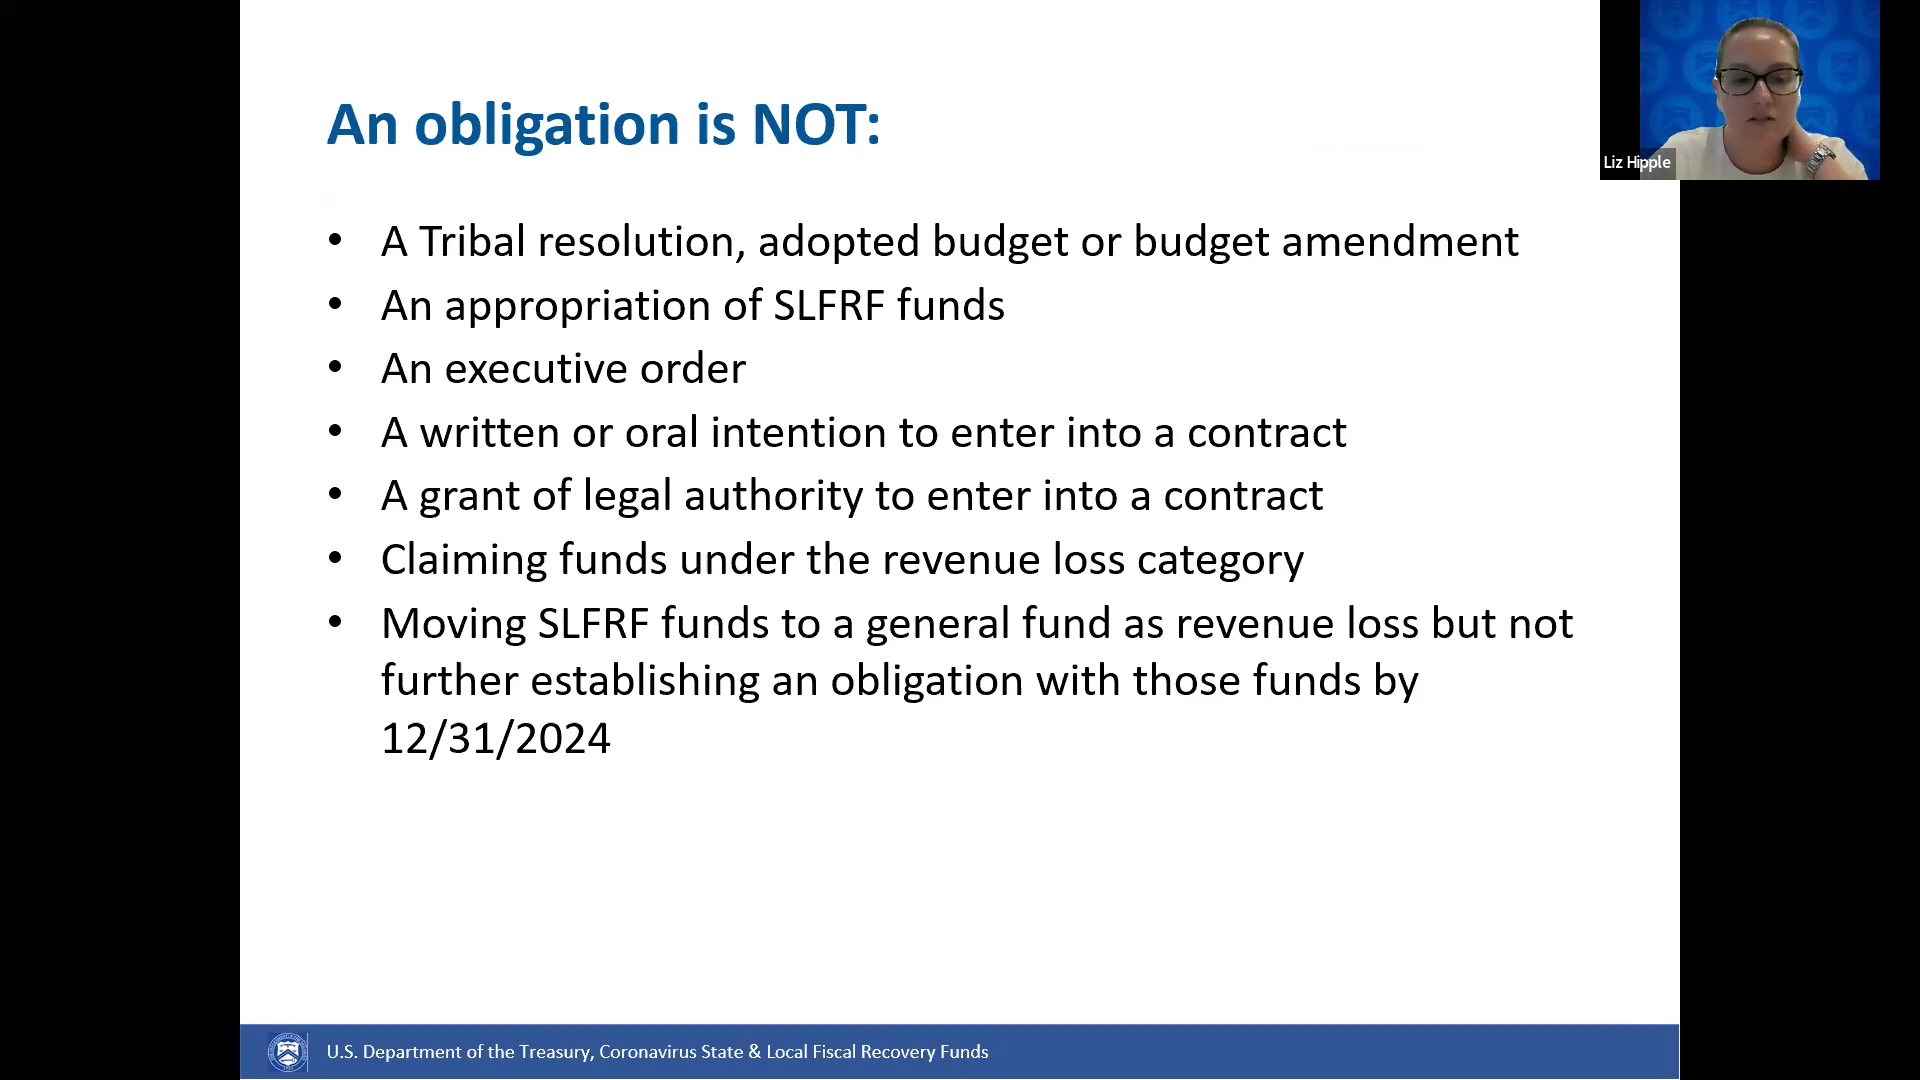 An obligation is NOT:
Liz Hipple
• A Tribal resolution, adopted budget or budget amendment
• An appropriation of SLFRF funds
• An executive order
• A written or oral intention to enter into a contract
• A grant of legal authority to enter into a contract
• Claiming funds under the revenue loss category
• Moving SLFRF funds to a general fund as revenue loss but not
further establishing an obligation with those funds by
12/31/2024
U.S. Department of the Treasury, Coronavirus State & Local Fiscal Recovery Funds